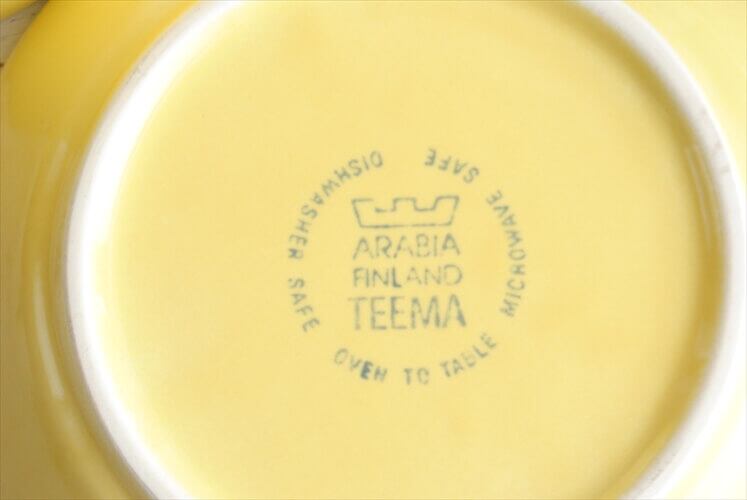 ARABIA
FINLAND
TEEMA
DISHWASHER SAFE
OVEN TO TABLE
MICROWAVE SAFE